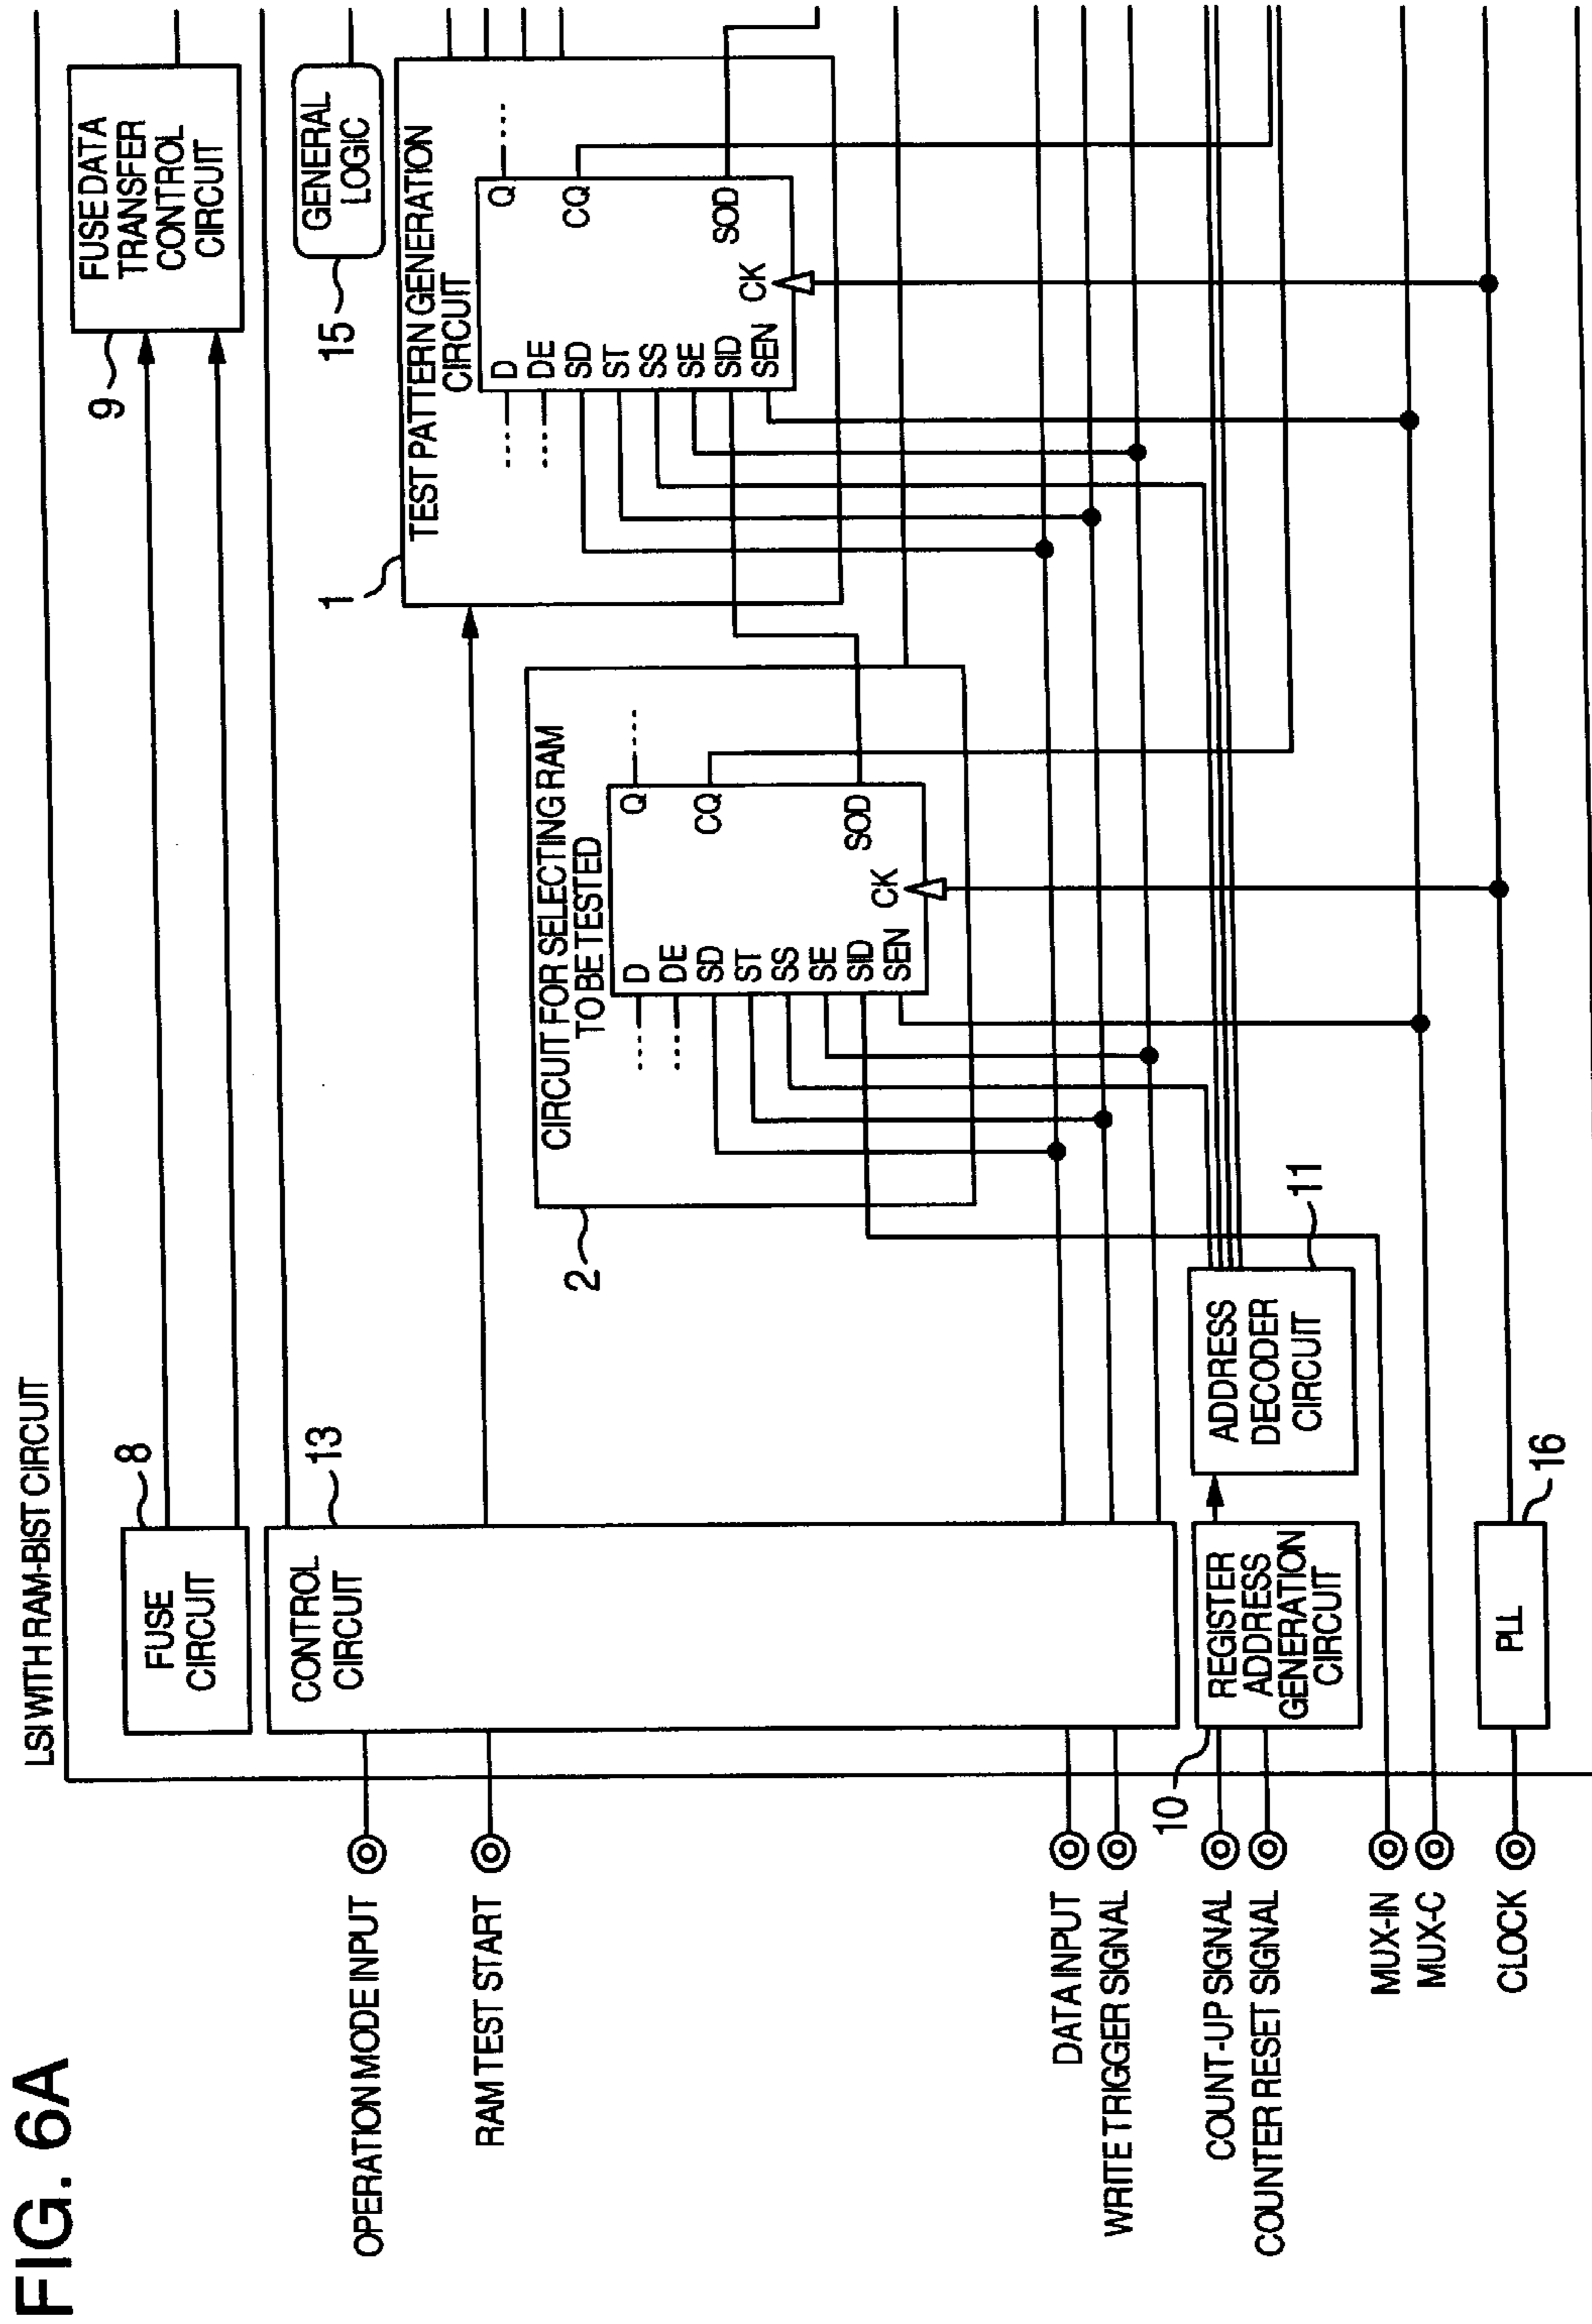 FIG. 6A
LSI WITH RAM-BIST CIRCUIT
OPERATION MODE INPUT
RAM TEST START
DATA INPUT
WRITE TRIGGER SIGNAL
COUNT-UP SIGNAL
COUNTER RESET SIGNAL
MUX-IN
MUX-C
CLOCK
8
FUSE
CIRCUIT
13
CONTROL
CIRCUIT
10
REGISTER
ADDRESS
GENERATION
CIRCUIT
11
ADDRESS
DECODER
CIRCUIT
16
PLL
2
CIRCUIT FOR SELECTING RAM
TO BE TESTED
D
DE
SD
ST
SS
SE
SID
SEN
CK
Q
CQ
SOD
9
FUSE DATA
TRANSFER
CONTROL
CIRCUIT
15
GENERAL
LOGIC
1
TEST PATTERN GENERATION
CIRCUIT
D
DE
SD
ST
SS
SE
SID
SEN
CK
Q
CQ
SOD